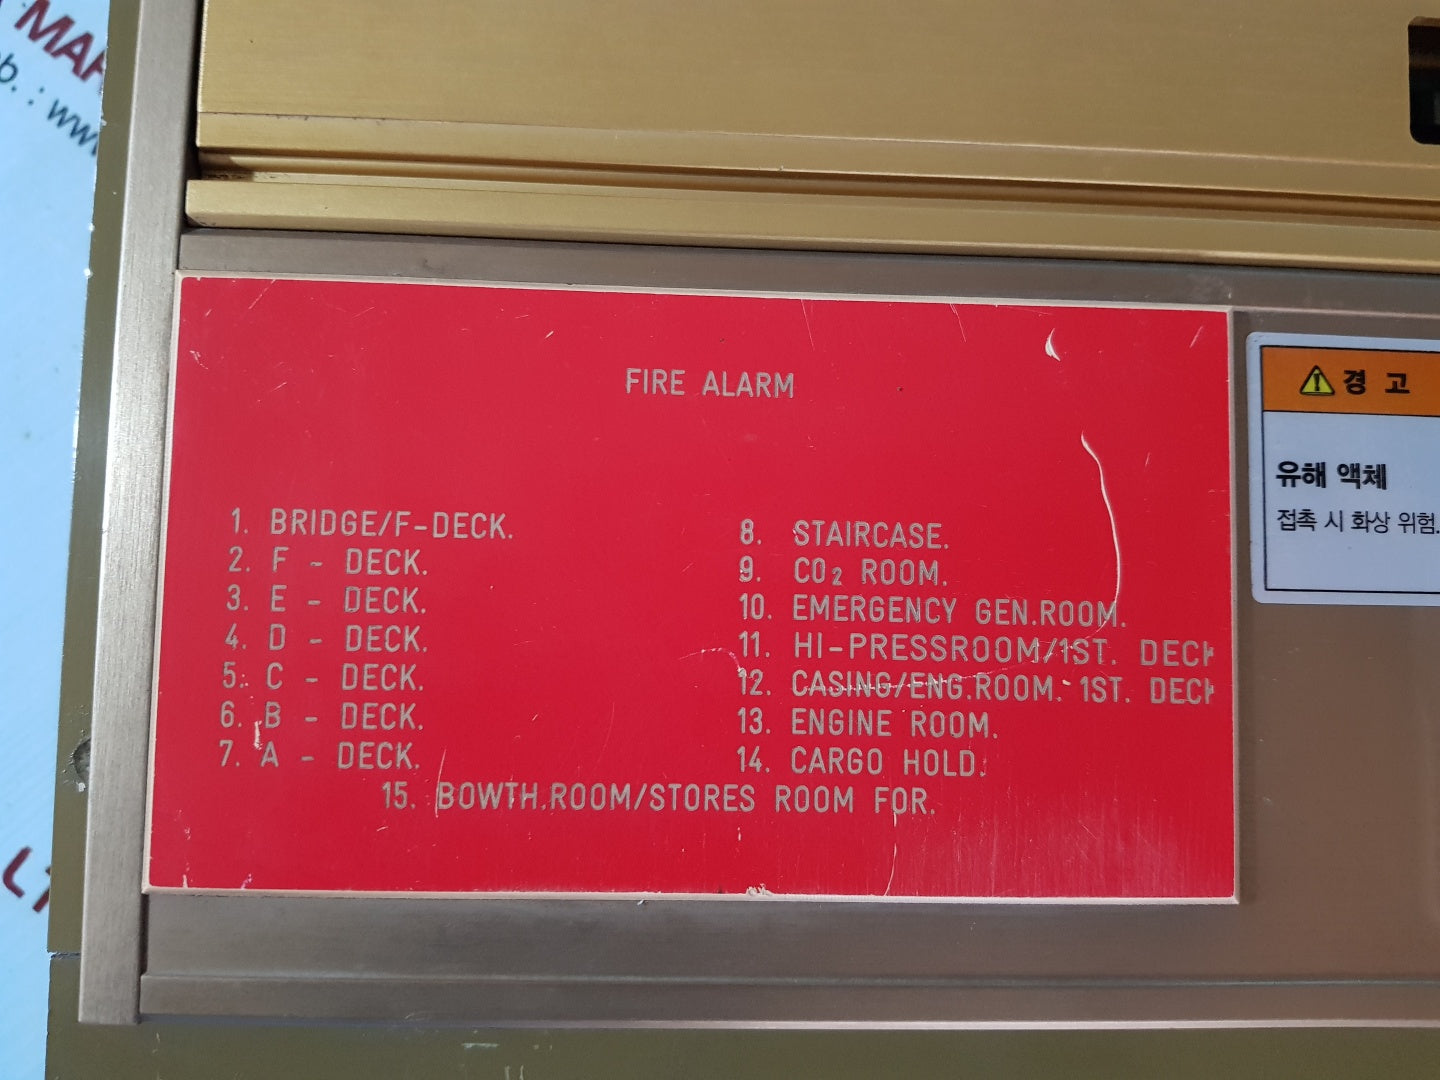 FIRE ALARM
1. BRIDGE/F-DECK.
2. F - DECK.
3. E - DECK.
4. D - DECK.
5. C - DECK.
6. B - DECK.
7. A - DECK.
8. STAIRCASE.
9. CO₂ ROOM.
10. EMERGENCY GEN.ROOM.
11. HI-PRESSROOM/1ST. DECK
12. CASING/ENG.ROOM. 1ST. DECK
13. ENGINE ROOM.
14. CARGO HOLD.
15. BOWTH.ROOM/STORES ROOM FOR.
경 고
유해 액체
접촉 시 화상 위험.